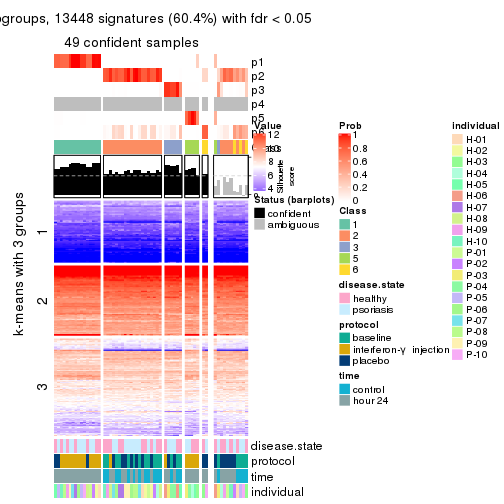 groups, 13448 signatures (60.4%) with fdr < 0.05
49 confident samples
p1
p2
p3
p4
p5
p6
Class
Silhouette
score
k-means with 3 groups
1
2
3
disease.state
protocol
time
individual
Value
12
10
8
6
4
Status (barplots)
confident
ambiguous
Prob
1
0.8
0.6
0.4
0.2
0
Class
1
2
3
5
6
disease.state
healthy
psoriasis
protocol
baseline
interferon-γ injection
placebo
time
control
hour 24
individual
H-01
H-02
H-03
H-04
H-05
H-06
H-07
H-08
H-09
H-10
P-01
P-02
P-03
P-04
P-05
P-06
P-07
P-08
P-09
P-10